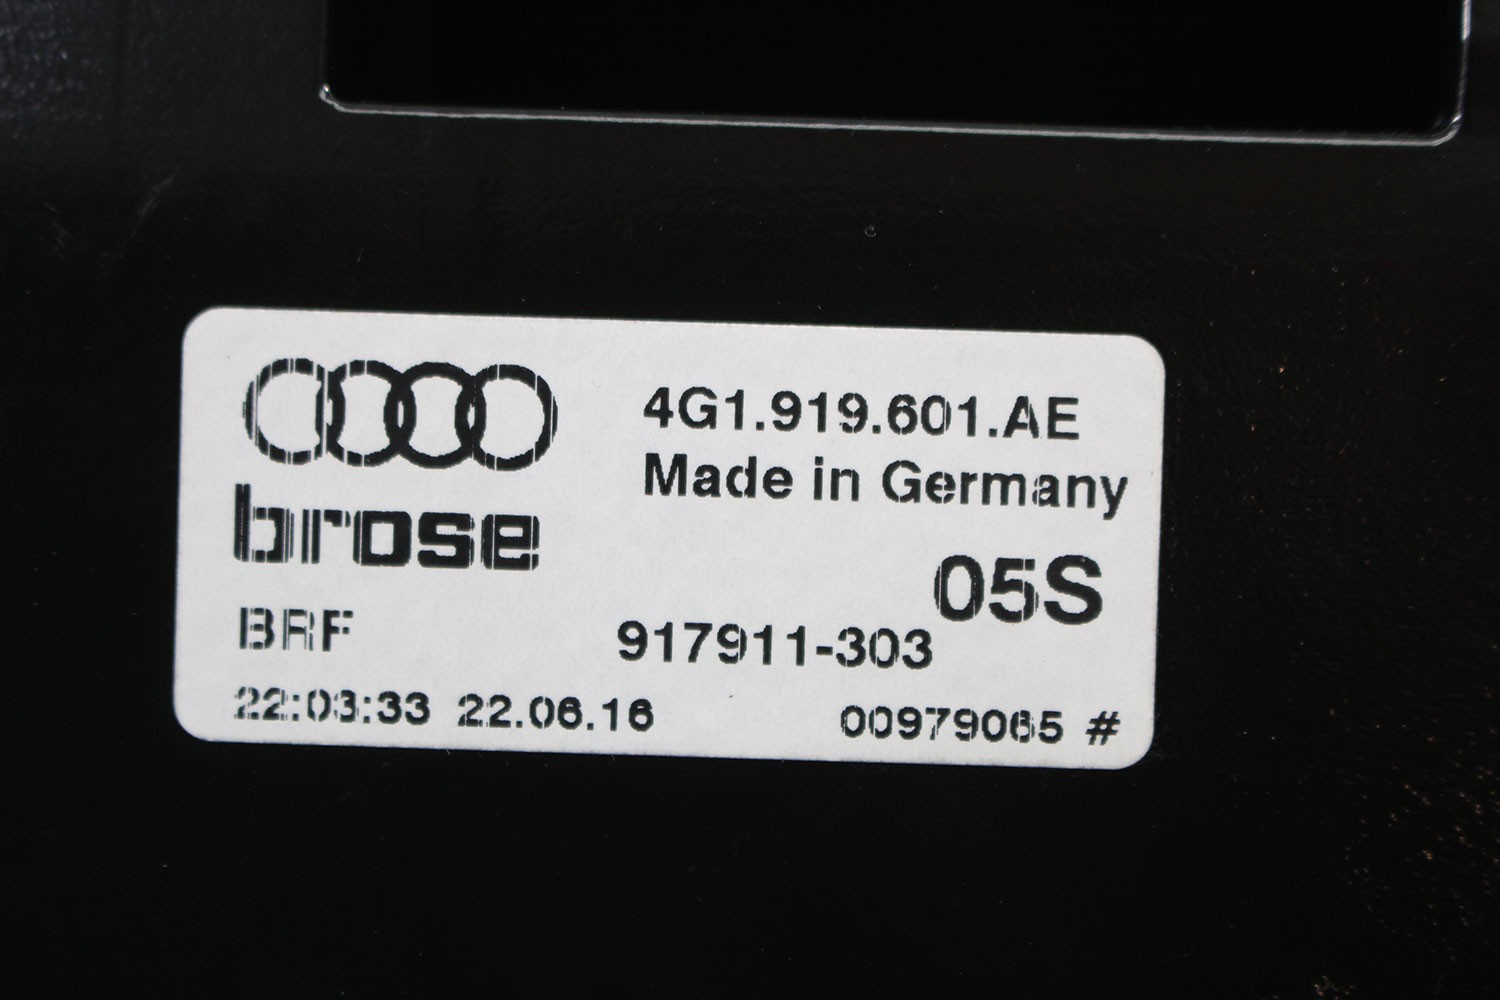 4G1.919.601.AE
Made in Germany
brose
05S
BRF
917911-303
22:03:33 22.06.16
00979065 #